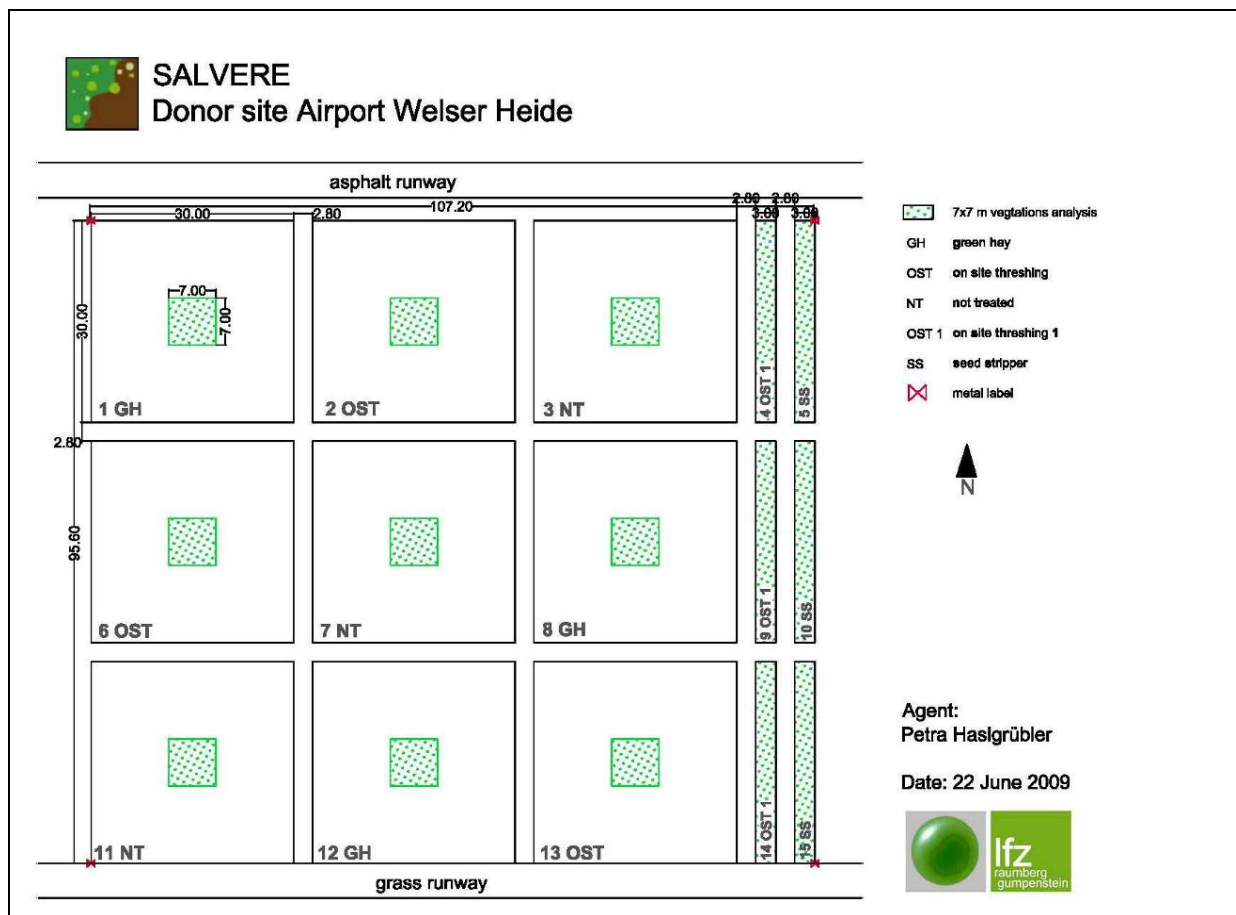 SALVERE
Donor site Airport Welser Heide
asphalt runway
107.20
30.00
2.80
2.80
2.80
3.00
3.00
7.00
7.00
30.00
1 GH
2 OST
3 NT
4 OST 1
5 SS
2.80
95.60
6 OST
7 NT
8 GH
9 OST 1
10 SS
11 NT
12 GH
13 OST
14 OST 1
15 SS
grass runway
7x7 m vegtations analysis
GH green hay
OST on site threshing
NT not treated
OST 1 on site threshing 1
SS seed stripper
metal label
N
Agent:
Petra Haslgrübler
Date: 22 June 2009
lfz
raumberg
gumpenstein